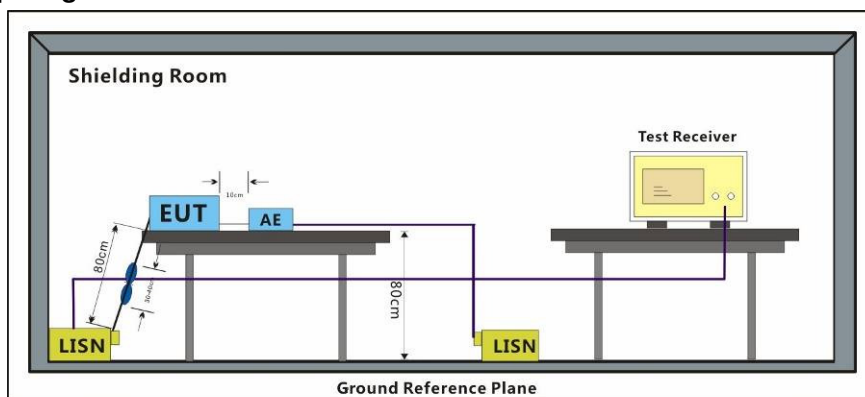 Shielding Room
Test Receiver
10cm
EUT
AE
80cm
30-40cm
80cm
LISN
LISN
Ground Reference Plane